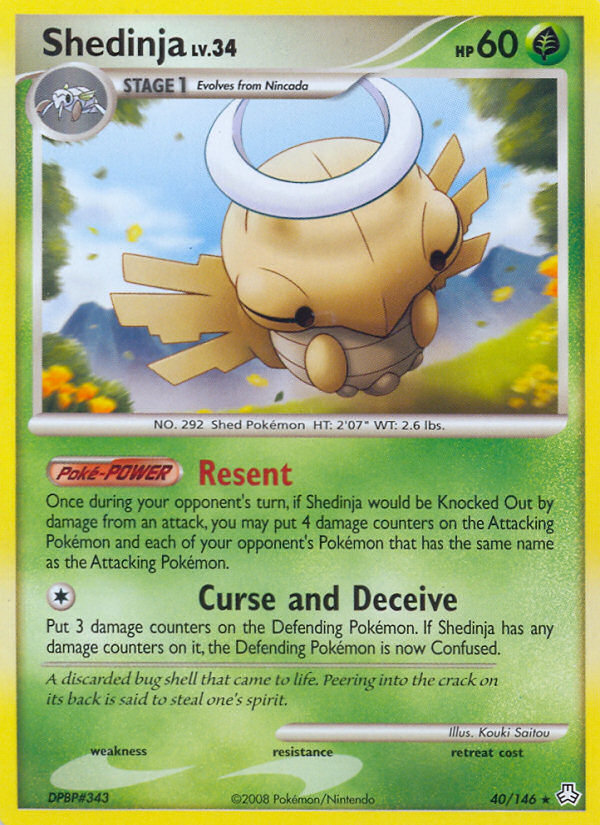 Shedinja LV.34 HP 60
STAGE 1 Evolves from Nincada
NO. 292 Shed Pokémon HT: 2'07" WT: 2.6 lbs.
Poké-POWER Resent
Once during your opponent's turn, if Shedinja would be Knocked Out by
damage from an attack, you may put 4 damage counters on the Attacking
Pokémon and each of your opponent's Pokémon that has the same name
as the Attacking Pokémon.
Curse and Deceive
Put 3 damage counters on the Defending Pokémon. If Shedinja has any
damage counters on it, the Defending Pokémon is now Confused.
A discarded bug shell that came to life. Peering into the crack on
its back is said to steal one's spirit.
Illus. Kouki Saitou
weakness resistance retreat cost
DPBP#343 ©2008 Pokémon/Nintendo 40/146 ★